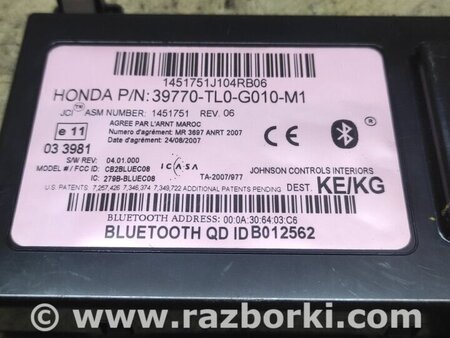 1451751J104RB06
HONDA P/N: 39770-TL0-G010-M1
JCI™ ASM NUMBER: 1451751 REV. 06
AGREE PAR L'ARNT MAROC
Numero d'agrément: MR 3697 ANRT 2007
Date d'agrément: 24/08/2007
e 11
03 3981
CE
S/W REV: 04.01.000
MODEL # / FCC ID: CB2BLUEC08
IC: 279B-BLUEC08
ICASA
TA-2007/977
JOHNSON CONTROLS INTERIORS
U.S. PATENTS 7,257,426 7,346,374 7,349,722 ADDITIONAL PATENTS PENDING
DEST. KE/KG
BLUETOOTH ADDRESS: 00:0A:30:64:03:C6
BLUETOOTH QD ID B012562
© www.razborki.com